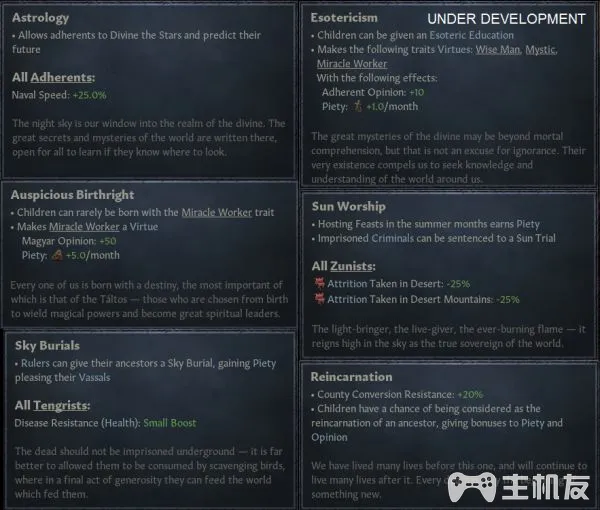 Astrology
• Allows adherents to Divine the Stars and predict their
future
All Adherents:
Naval Speed: +25.0%
The night sky is our window into the realm of the divine. The
great secrets and mysteries of the world are written there,
open for all to learn if they know where to look.
Auspicious Birthright
• Children can rarely be born with the Miracle Worker trait
• Makes Miracle Worker a Virtue
Magyar Opinion: +50
Piety: +5.0/month
Every one of us is born with a destiny, the most important of
which is that of the Táltos — those who are chosen from birth
to wield magical powers and become great spiritual leaders.
Sky Burials
• Rulers can give their ancestors a Sky Burial, gaining Piety
pleasing their Vassals
All Tengrists:
Disease Resistance (Health): Small Boost
The dead should not be imprisoned underground — it is far
better to allowed them to be consumed by scavenging birds,
where in a final act of generosity they can feed the world
which fed them.
UNDER DEVELOPMENT
Esotericism
• Children can be given an Esoteric Education
• Makes the following traits Virtues: Wise Man, Mystic,
Miracle Worker
With the following effects:
Adherent Opinion: +10
Piety: +1.0/month
The great mysteries of the divine may be beyond mortal
comprehension, but that is not an excuse for ignorance. Their
very existence compels us to seek knowledge and
understanding of the world around us.
Sun Worship
• Hosting Feasts in the summer months earns Piety
• Imprisoned Criminals can be sentenced to a Sun Trial
All Zunists:
Attrition Taken in Desert: -25%
Attrition Taken in Desert Mountains: -25%
The light-bringer, the live-giver, the ever-burning flame — it
reigns high in the sky as the true sovereign of the world.
Reincarnation
• County Conversion Resistance: +20%
• Children have a chance of being considered as the
reincarnation of an ancestor, giving bonuses to Piety and
Opinion
We have lived many lives before this one, and will continue to
live many lives after it. Every
something new.
主机友